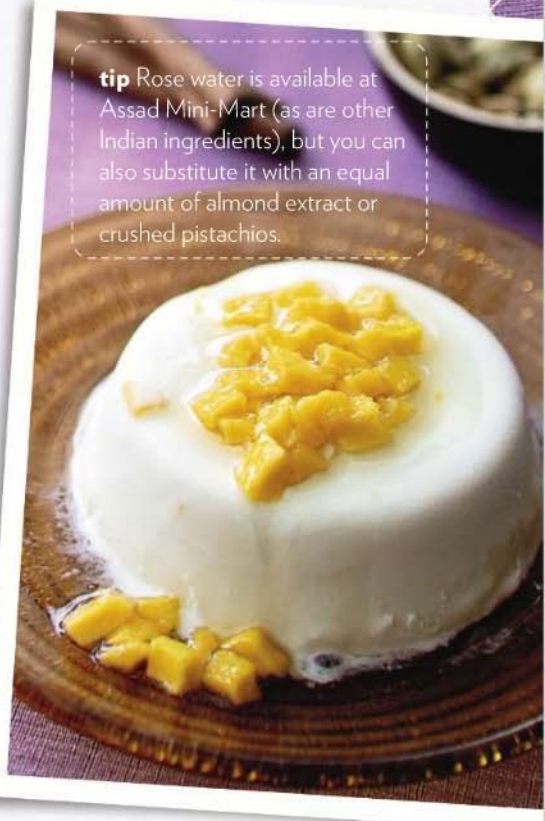 tip Rose water is available at
Assad Mini-Mart (as are other
Indian ingredients), but you can
also substitute it with an equal
amount of almond extract or
crushed pistachios.